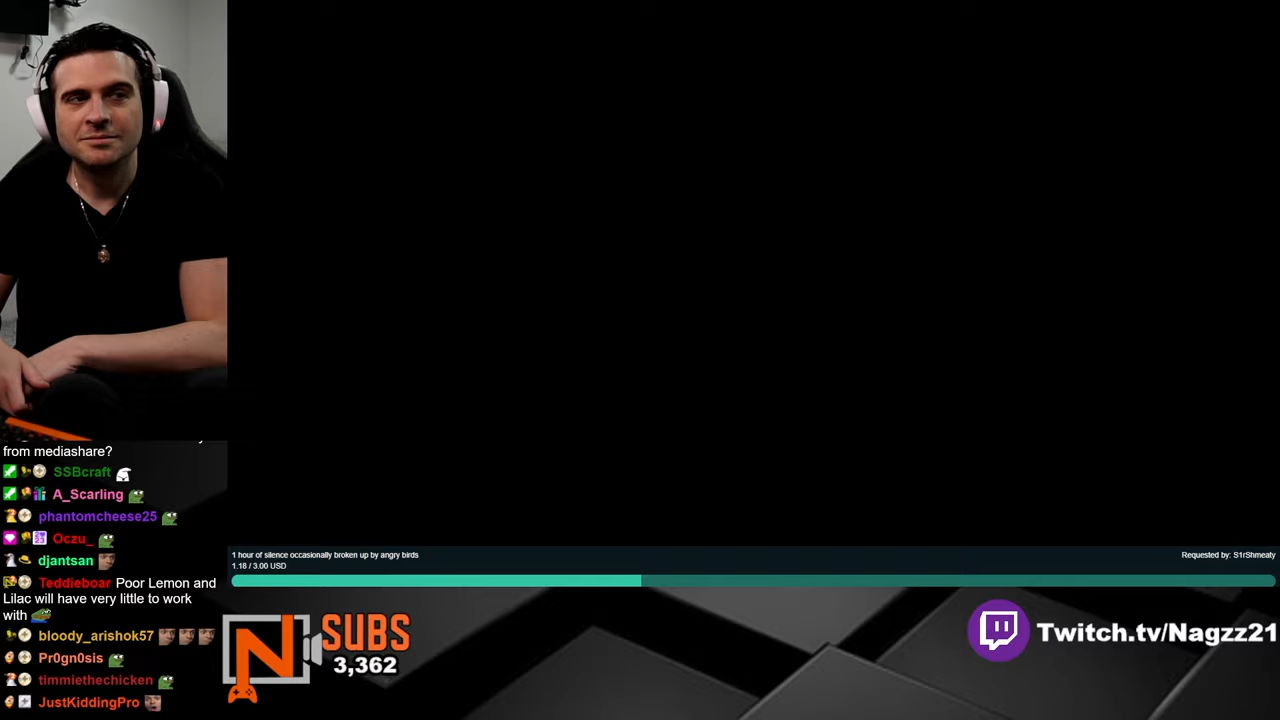 from mediashare?
SSBcraft
A_Scarling
phantomcheese25
Oczu_
djantsan
Teddieboar Poor Lemon and
Lilac will have very little to work
with
bloody_arishok57
Pr0gn0sis
timmiethechicken
JustKiddingPro
1 hour of silence occasionally broken up by angry birds
Requested by: S1rShmeaty
1.18 / 3.00 USD
N SUBS
3,362
Twitch.tv/Nagzz21